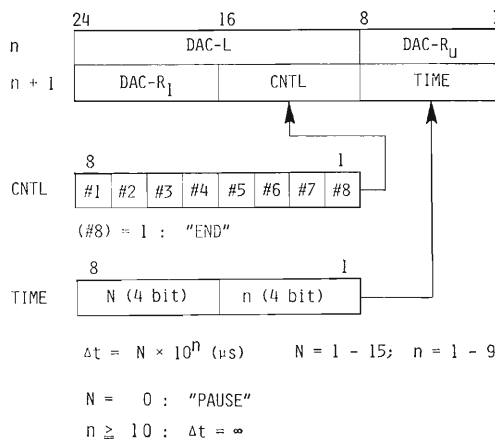 24 16 8 1
n DAC-L DAC-Ru
n + 1 DAC-Rl CNTL TIME
8 1
CNTL #1 #2 #3 #4 #5 #6 #7 #8
(#8) = 1 : "END"
8 1
TIME N (4 bit) n (4 bit)
Δt = N × 10ⁿ (μs) N = 1 - 15; n = 1 - 9
N = 0 : "PAUSE"
n ≥ 10 : Δt = ∞